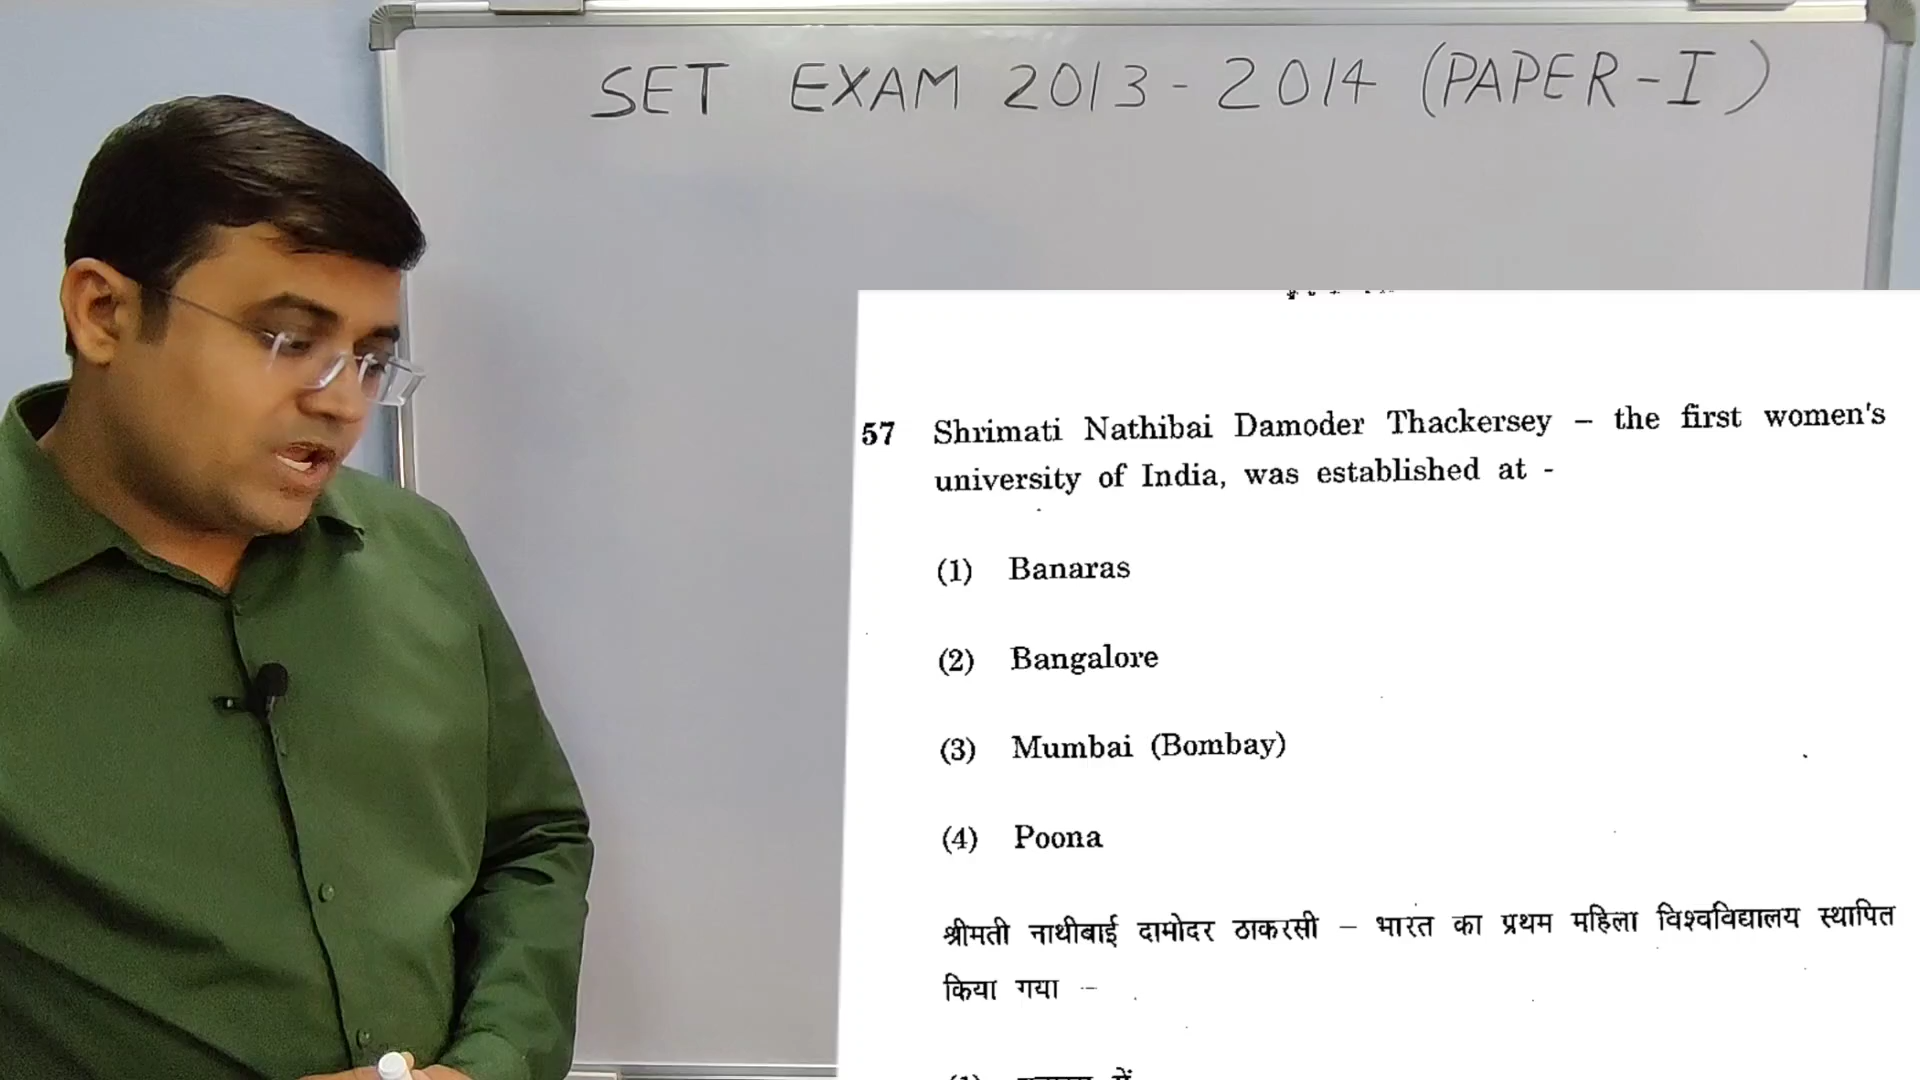 SET EXAM 2013-2014 (PAPER-I)
57 Shrimati Nathibai Damoder Thackersey – the first women's
university of India, was established at -
(1) Banaras
(2) Bangalore
(3) Mumbai (Bombay)
(4) Poona
श्रीमती नाथीबाई दामोदर ठाकरसी – भारत का प्रथम महिला विश्वविद्यालय स्थापित
किया गया –